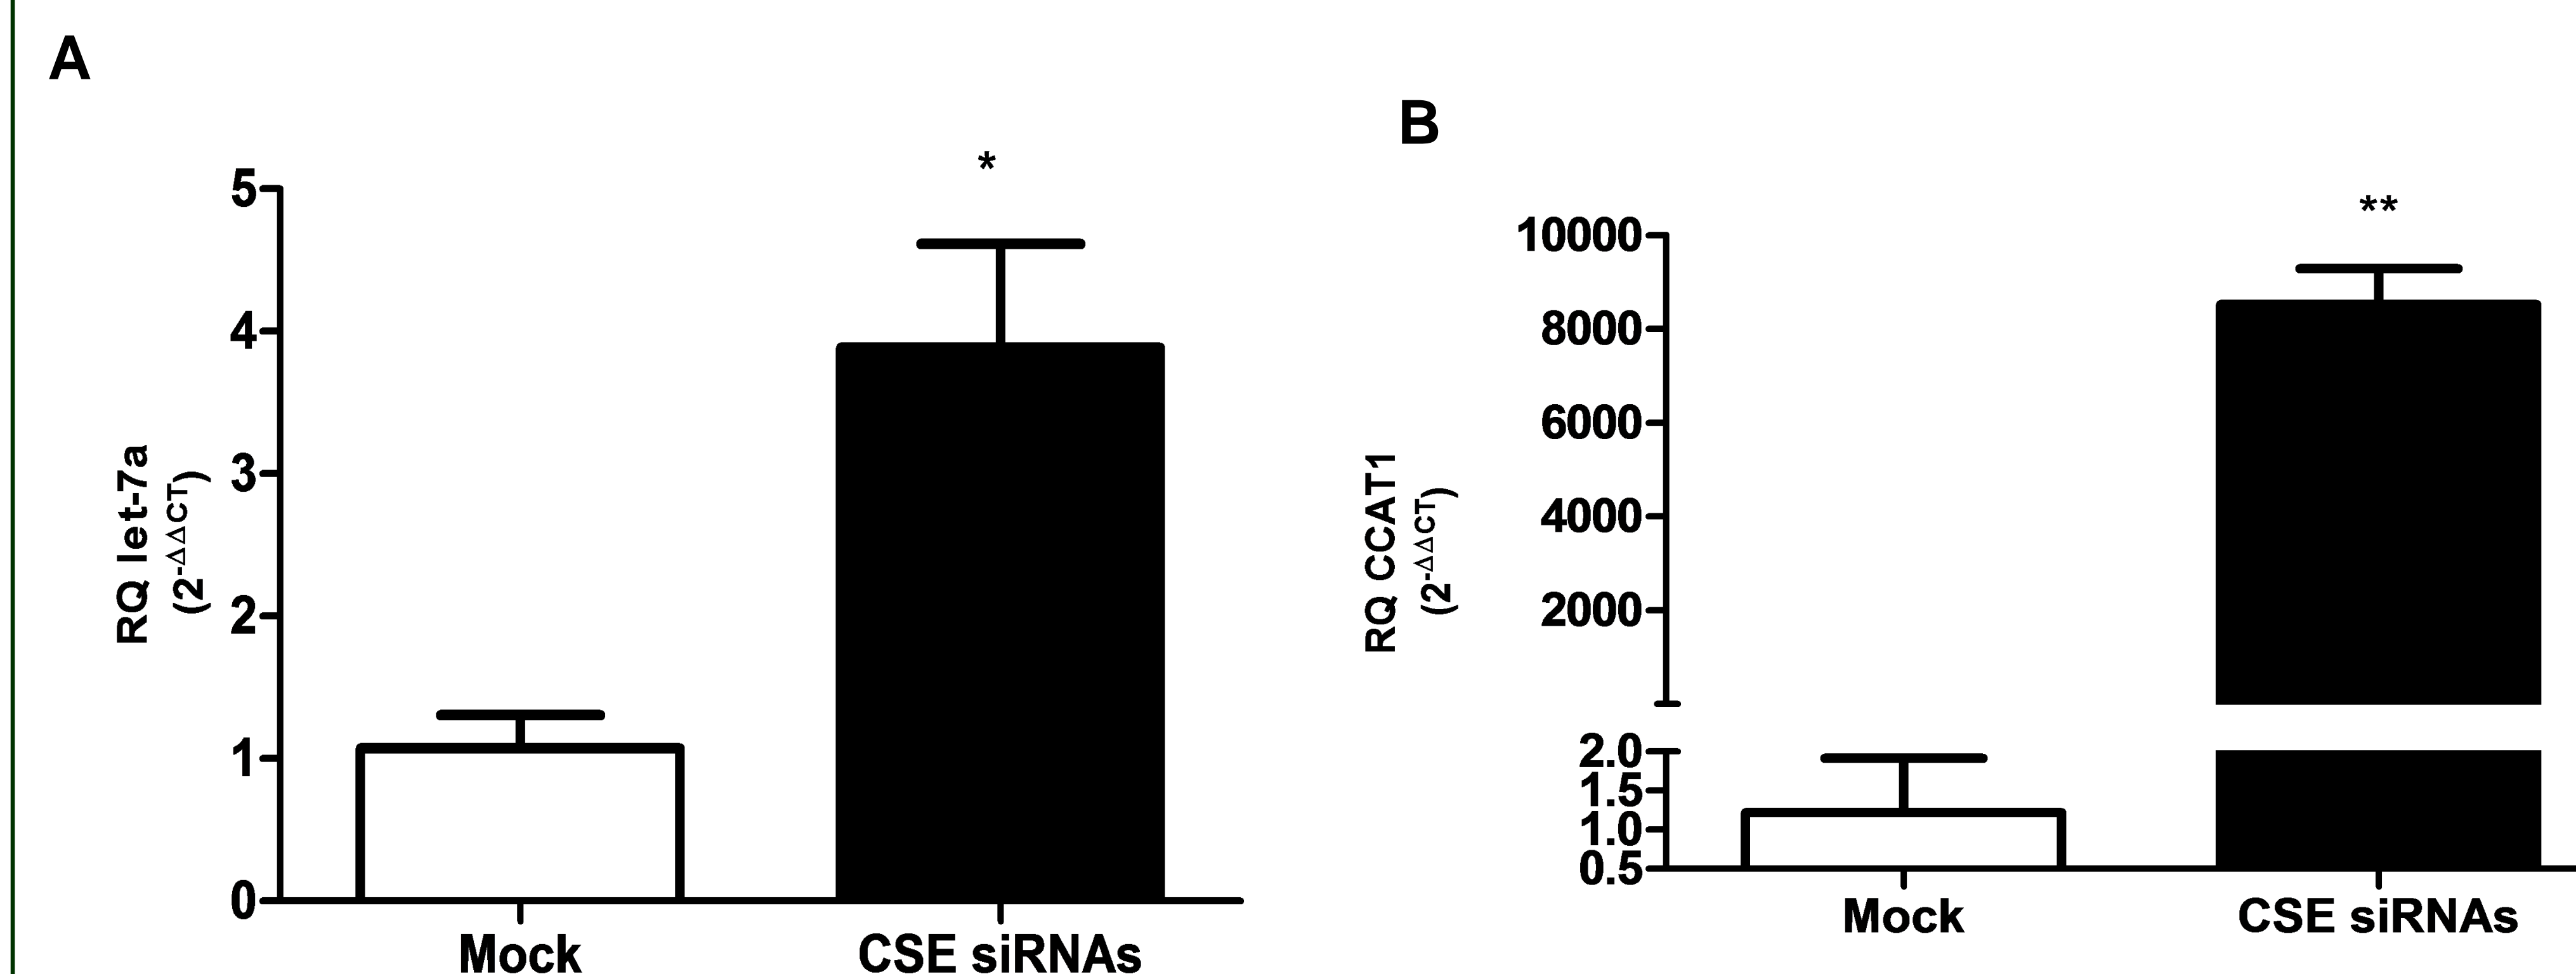 A
*
5
4
3
2
1
0
RQ let-7a
(2-ΔΔCT)
Mock
CSE siRNAs
B
**
10000
8000
6000
4000
2000
2.0
1.5
1.0
0.5
RQ CCAT1
(2-ΔΔCT)
Mock
CSE siRNAs